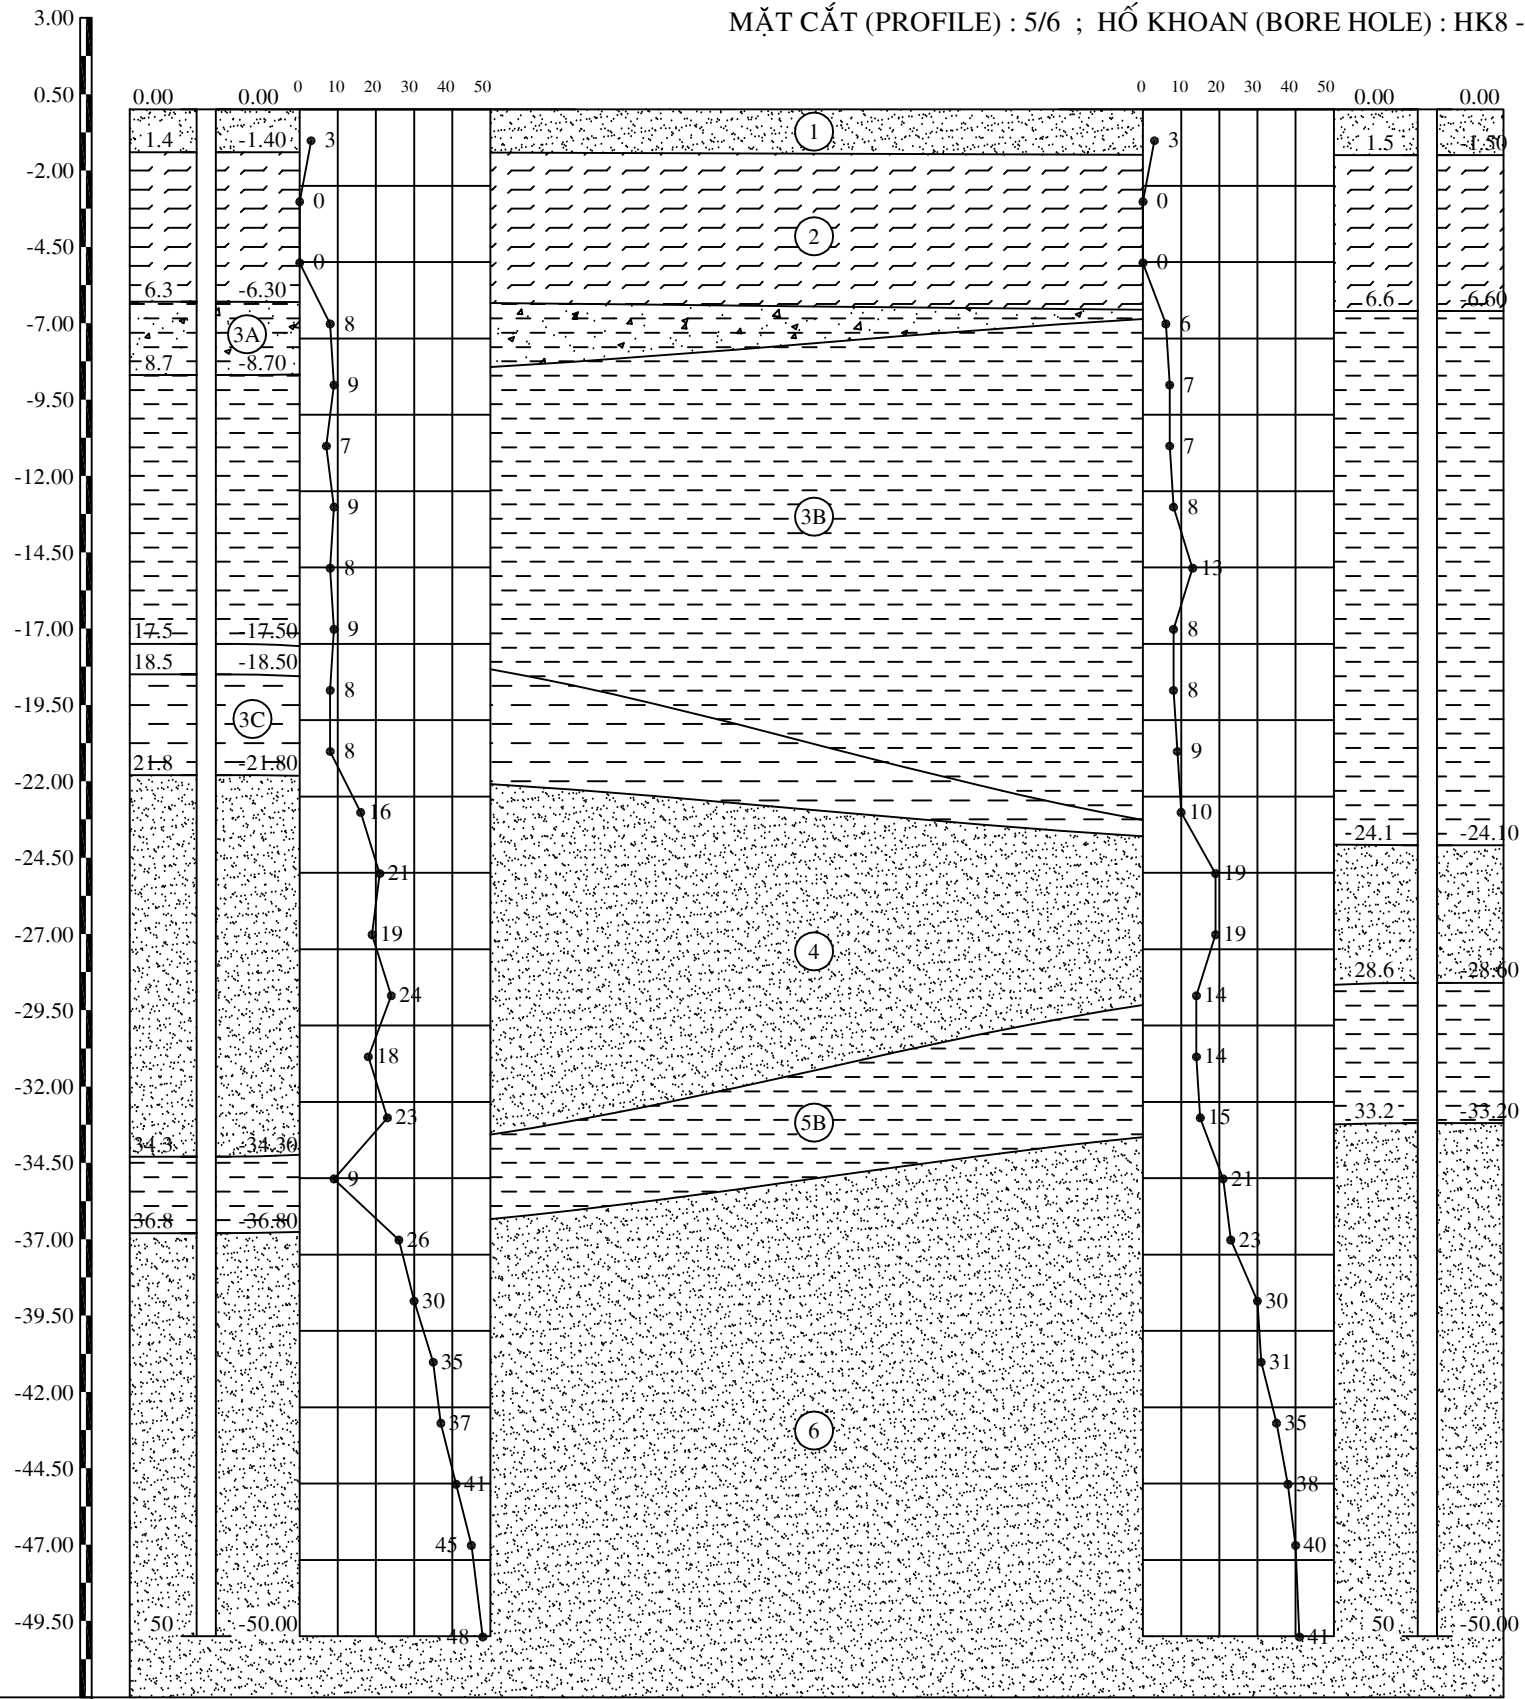 3.00 MẶT CẮT (PROFILE) : 5/6 ; HỐ KHOAN (BORE HOLE) : HK8 -
0 10 20 30 40 50 0 10 20 30 40 50
0.50 0.00 0.00 0.00 0.00
1
1.4 -1.40 3 3 1.5 -1.50
-2.00
0 0
2
-4.50
0 0
6.3 -6.30 6.6 -6.60
-7.00 8 6
3A
8.7 -8.70
9 7
-9.50
7 7
-12.00
9 8
3B
-14.50
8 13
-17.00 17.5 -17.50 9 8
18.5 -18.50
8 8
-19.50
3C
8 9
21.8 -21.80
-22.00
16 10
24.1 -24.10
-24.50
21 19
-27.00 19 19
4
28.6 -28.60
24 14
-29.50
18 14
-32.00
23 15 33.2 -33.20
5B
34.3 -34.30
-34.50
9 21
36.8 -36.80
-37.00 26 23
30 30
-39.50
35 31
-42.00
37 35
6
-44.50
41 38
-47.00 45 40
-49.50 50 -50.00 50 -50.00
48 41